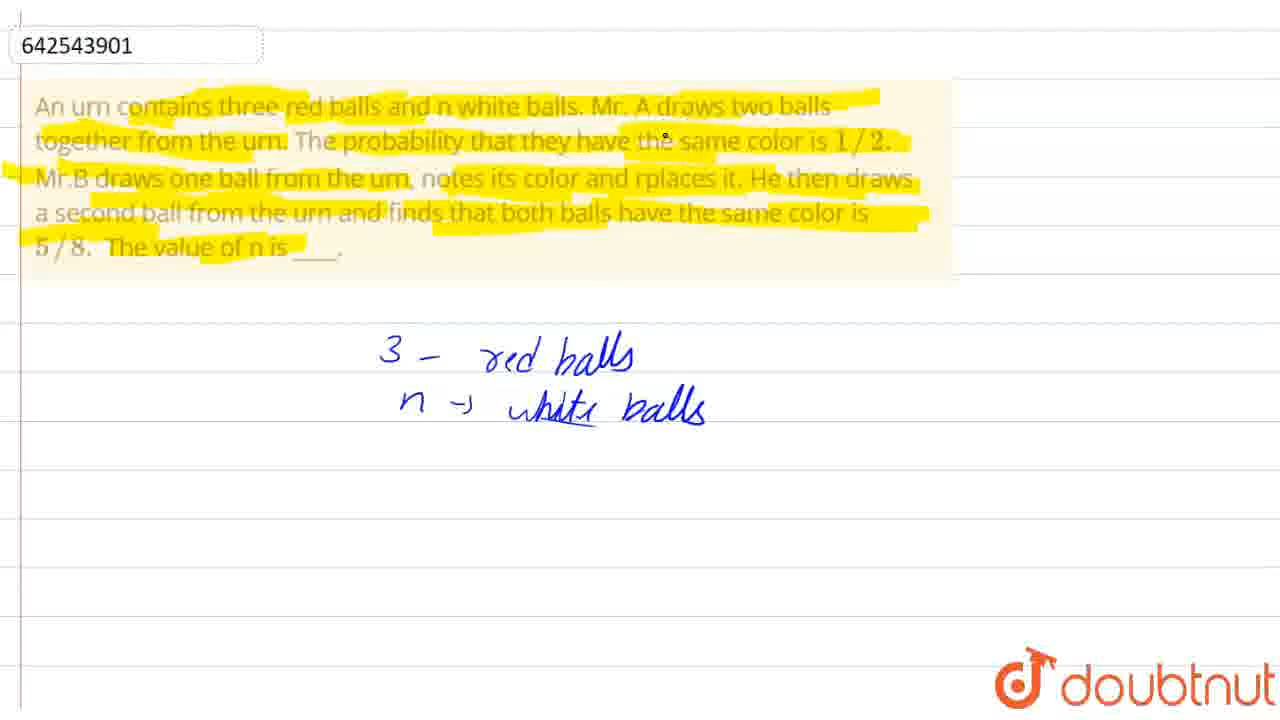 642543901
An urn contains three red balls and n white balls. Mr. A draws two balls
together from the urn. The probability that they have the same color is 1/2.
Mr.B draws one ball from the urn, notes its color and rplaces it. He then draws
a second ball from the urn and finds that both balls have the same color is
5/8. The value of n is ____.
3 - red balls
n → white balls
doubtnut